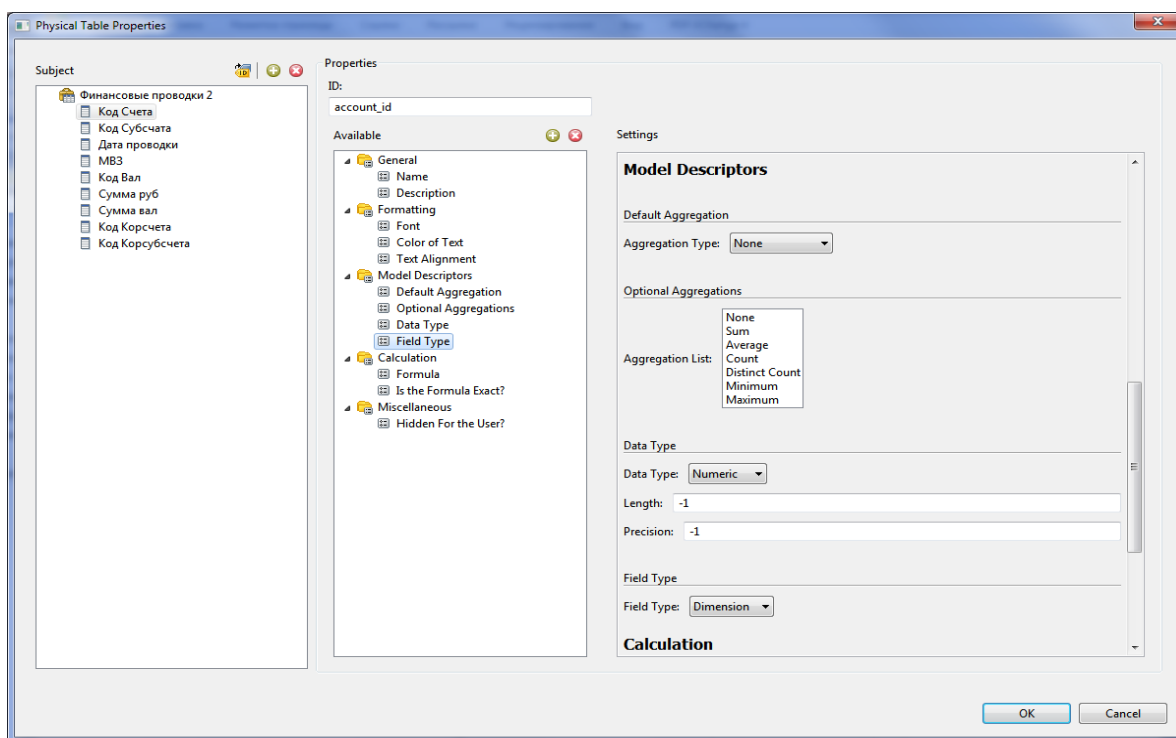 Physical Table Properties
Subject
Финансовые проводки 2
Код Счета
Код Субсчата
Дата проводки
МВЗ
Код Вал
Сумма руб
Сумма вал
Код Корсчета
Код Корсубсчета
Properties
ID:
account_id
Available
General
Name
Description
Formatting
Font
Color of Text
Text Alignment
Model Descriptors
Default Aggregation
Optional Aggregations
Data Type
Field Type
Calculation
Formula
Is the Formula Exact?
Miscellaneous
Hidden For the User?
Settings
Model Descriptors
Default Aggregation
Aggregation Type: None
Optional Aggregations
Aggregation List:
None
Sum
Average
Count
Distinct Count
Minimum
Maximum
Data Type
Data Type: Numeric
Length: -1
Precision: -1
Field Type
Field Type: Dimension
Calculation
OK
Cancel